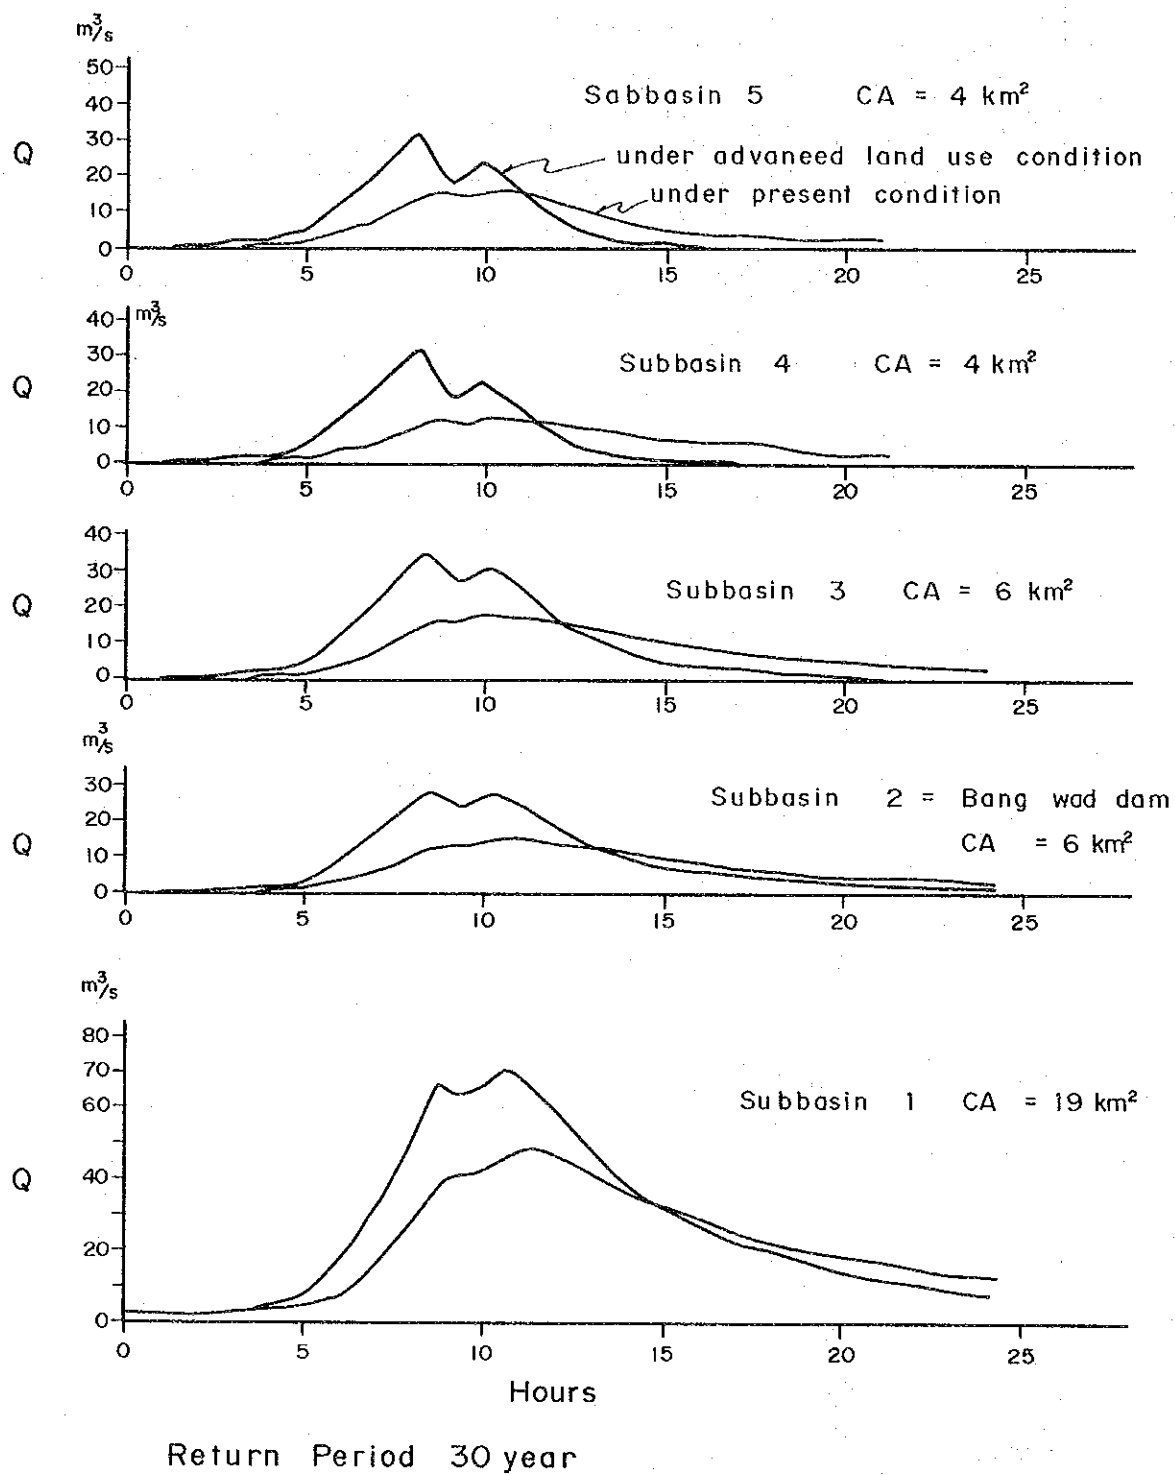 m³/s
50
40
30
20
10
0
Q
Sabbasin 5 CA = 4 km²
under advaneed land use condition
under present condition
0 5 10 15 20 25
m³/s
40
30
20
10
0
Q
Subbasin 4 CA = 4 km²
0 5 10 15 20 25
40
30
20
10
0
Q
Subbasin 3 CA = 6 km²
0 5 10 15 20 25
m³/s
30
20
10
0
Q
Subbasin 2 = Bang wad dam
CA = 6 km²
0 5 10 15 20 25
m³/s
80
70
60
40
20
0
Q
Subbasin 1 CA = 19 km²
0 5 10 15 20 25
Hours
Return Period 30 year